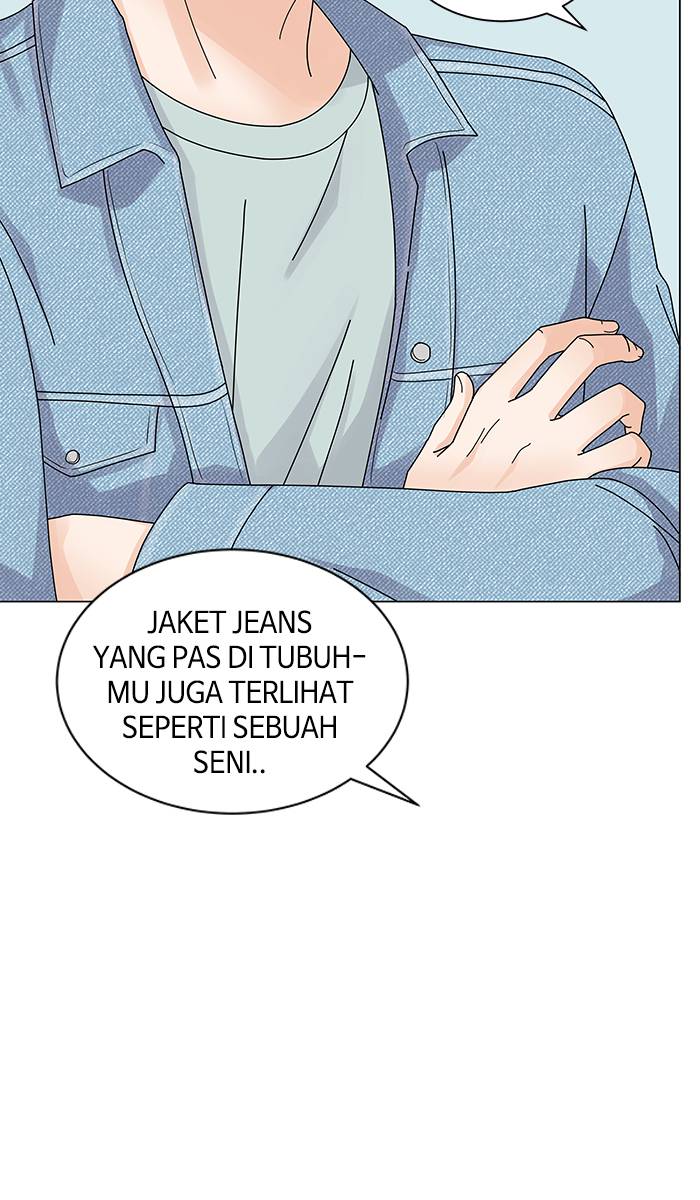 JAKET JEANS
YANG PAS DI TUBUH-
MU JUGA TERLIHAT
SEPERTI SEBUAH
SENI..